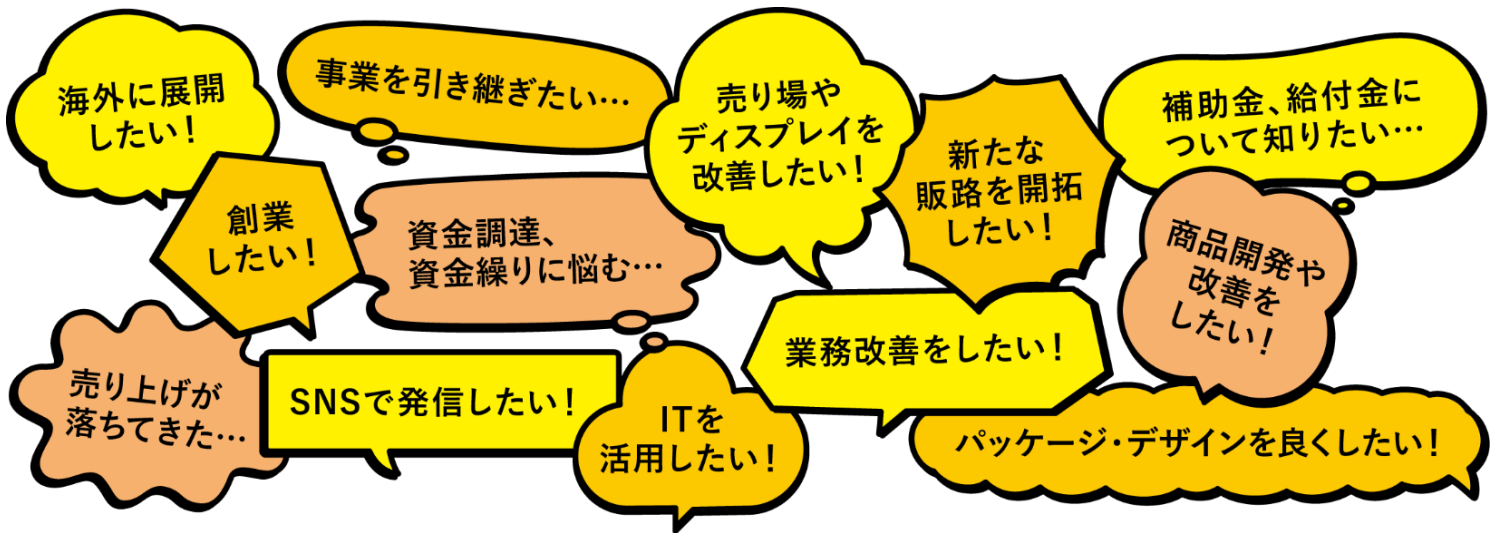 海外に展開
したい！
事業を引き継ぎたい…
売り場や
ディスプレイを
改善したい！
新たな
販路を開拓
したい！
補助金、給付金に
ついて知りたい…
創業
したい！
資金調達、
資金繰りに悩む…
商品開発や
改善を
したい！
売り上げが
落ちてきた…
SNSで発信したい！
ITを
活用したい！
業務改善をしたい！
パッケージ・デザインを良くしたい！